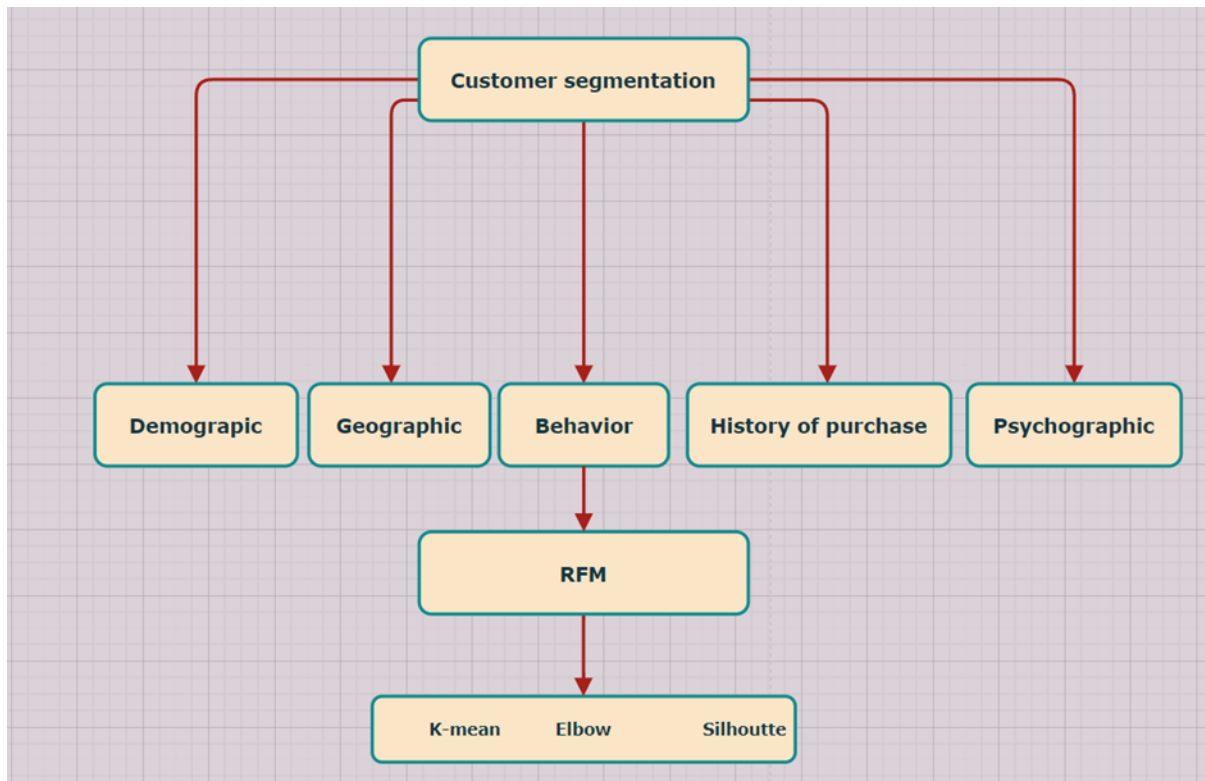 Customer segmentation
Demograpic
Geographic
Behavior
History of purchase
Psychographic
RFM
K-mean Elbow Silhoutte